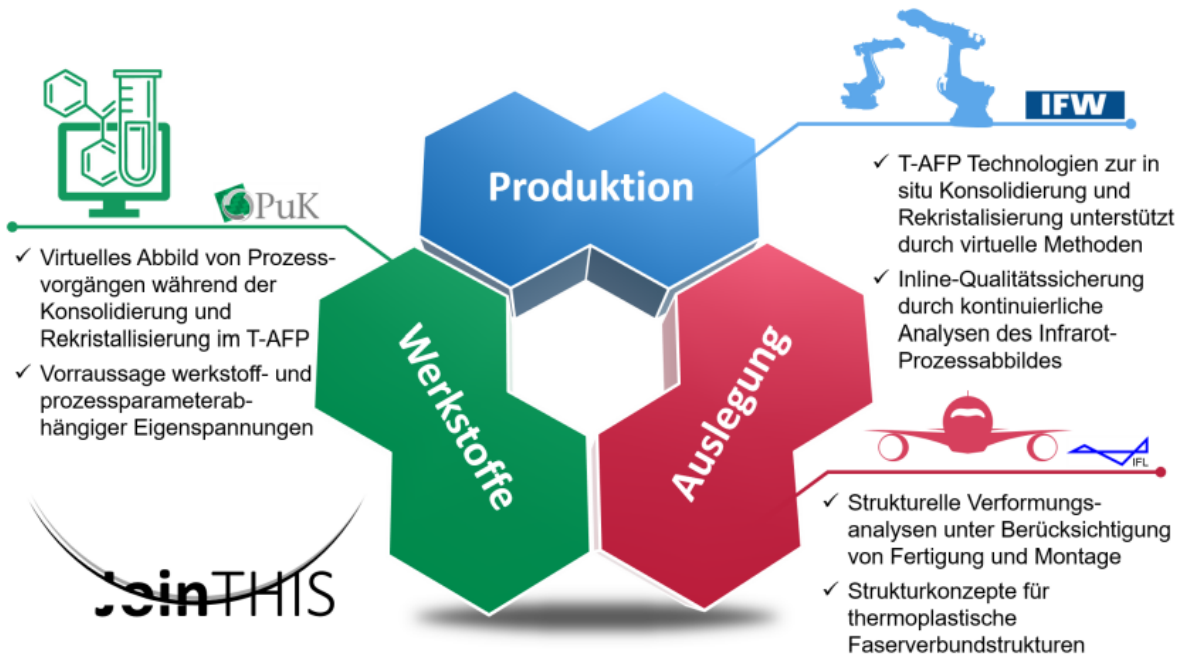 IFW
Produktion
T-AFP Technologien zur in
situ Konsolidierung und
Rekristalisierung unterstützt
durch virtuelle Methoden
Inline-Qualitätssicherung
durch kontinuierliche
Analysen des Infrarot-
Prozessabbildes
PuK
Virtuelles Abbild von Prozess-
vorgängen während der
Konsolidierung und
Rekristallisierung im T-AFP
Vorraussage werkstoff- und
prozessparameterab-
hängiger Eigenspannungen
Werkstoffe
Auslegung
IFL
Strukturelle Verformungs-
analysen unter Berücksichtigung
von Fertigung und Montage
Strukturkonzepte für
thermoplastische
Faserverbundstrukturen
JoinTHIS